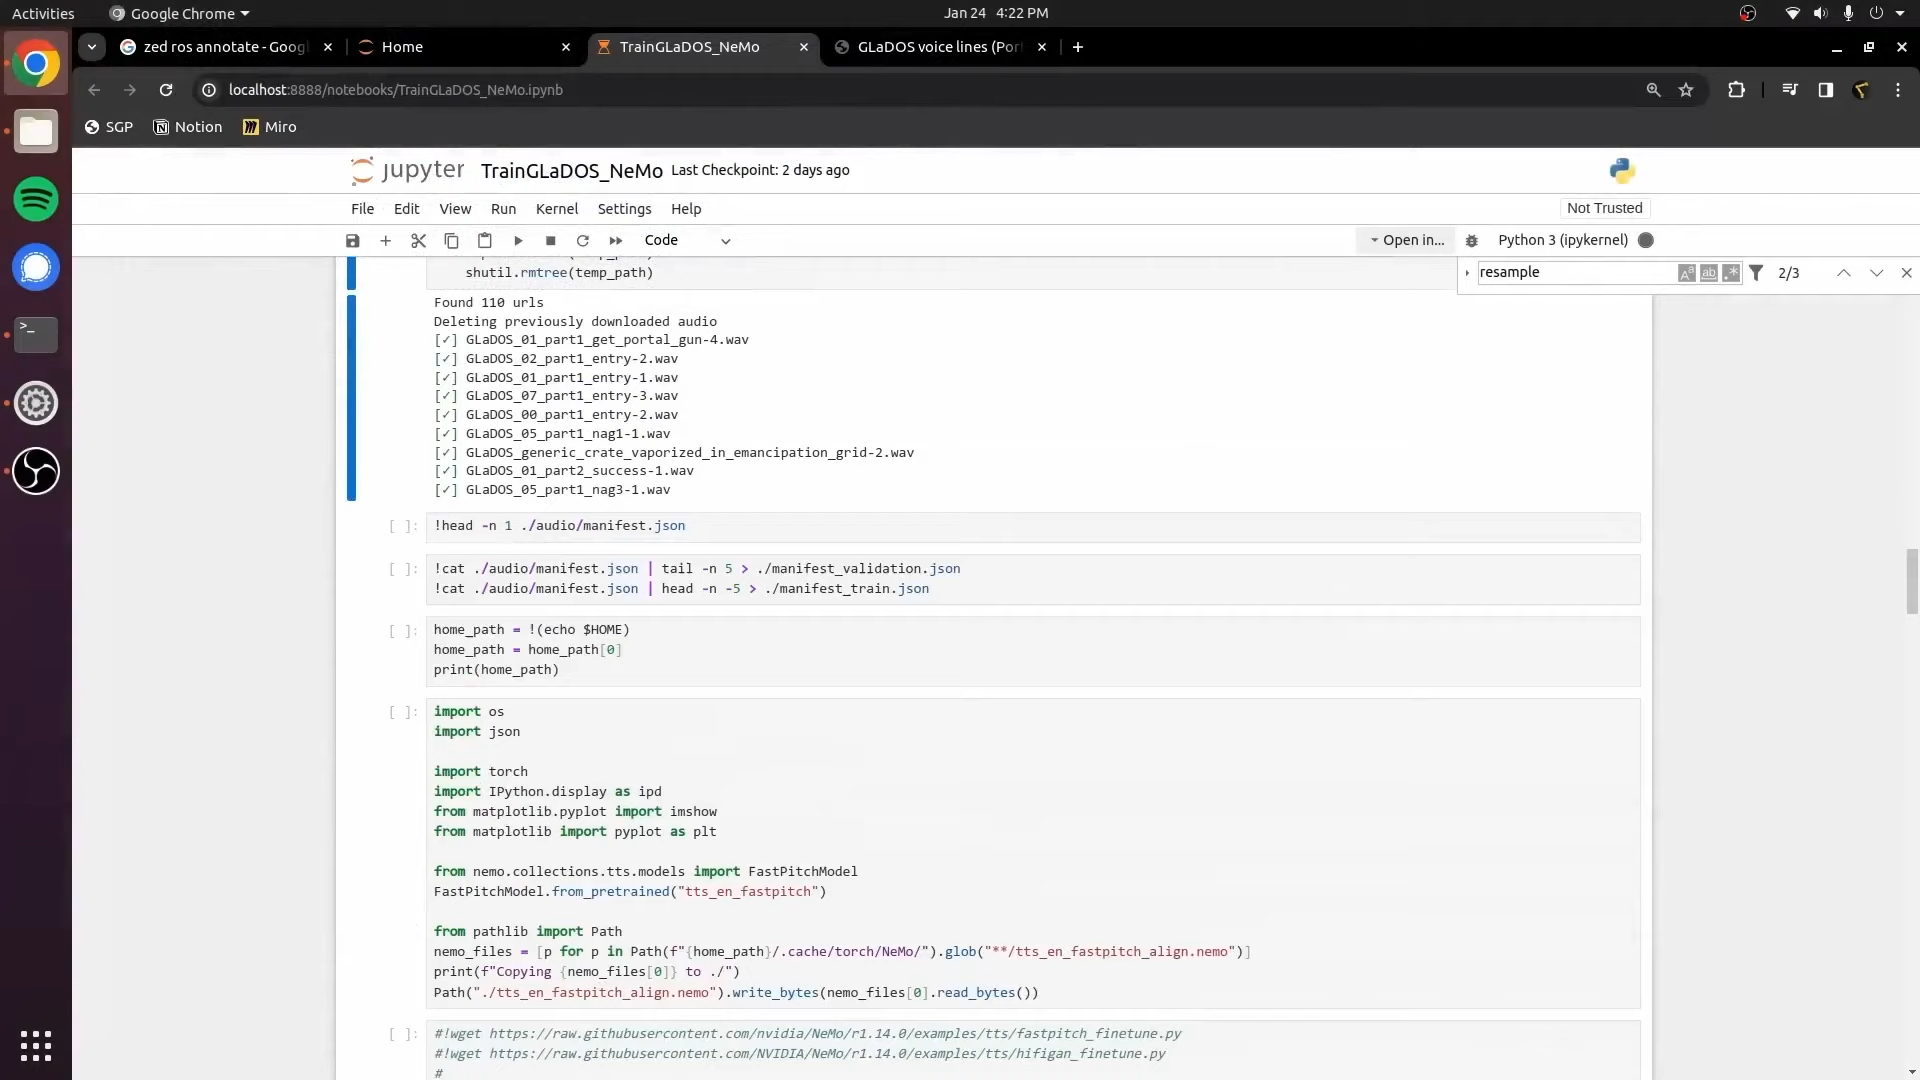 Activities
Google Chrome
Jan 24 4:22 PM
zed ros annotate - Goog
Home
TrainGLaDOS_NeMo
GLaDOS voice lines (Por
localhost:8888/notebooks/TrainGLaDOS_NeMo.ipynb
SGP
Notion
Miro
jupyter
TrainGLaDOS_NeMo
Last Checkpoint: 2 days ago
File Edit View Run Kernel Settings Help
Not Trusted
Code
Open in...
Python 3 (ipykernel)
resample
2/3
shutil.rmtree(temp_path)
Found 110 urls
Deleting previously downloaded audio
[✓] GLaDOS_01_part1_get_portal_gun-4.wav
[✓] GLaDOS_02_part1_entry-2.wav
[✓] GLaDOS_01_part1_entry-1.wav
[✓] GLaDOS_07_part1_entry-3.wav
[✓] GLaDOS_00_part1_entry-2.wav
[✓] GLaDOS_05_part1_nag1-1.wav
[✓] GLaDOS_generic_crate_vaporized_in_emancipation_grid-2.wav
[✓] GLaDOS_01_part2_success-1.wav
[✓] GLaDOS_05_part1_nag3-1.wav
[ ]: !head -n 1 ./audio/manifest.json
[ ]: !cat ./audio/manifest.json | tail -n 5 > ./manifest_validation.json
!cat ./audio/manifest.json | head -n -5 > ./manifest_train.json
[ ]: home_path = !(echo $HOME)
home_path = home_path[0]
print(home_path)
[ ]: import os
import json
import torch
import IPython.display as ipd
from matplotlib.pyplot import imshow
from matplotlib import pyplot as plt
from nemo.collections.tts.models import FastPitchModel
FastPitchModel.from_pretrained("tts_en_fastpitch")
from pathlib import Path
nemo_files = [p for p in Path(f"{home_path}/.cache/torch/NeMo/").glob("**/tts_en_fastpitch_align.nemo")]
print(f"Copying {nemo_files[0]} to ./")
Path("./tts_en_fastpitch_align.nemo").write_bytes(nemo_files[0].read_bytes())
[ ]: #!wget https://raw.githubusercontent.com/nvidia/NeMo/r1.14.0/examples/tts/fastpitch_finetune.py
#!wget https://raw.githubusercontent.com/NVIDIA/NeMo/r1.14.0/examples/tts/hifigan_finetune.py
#